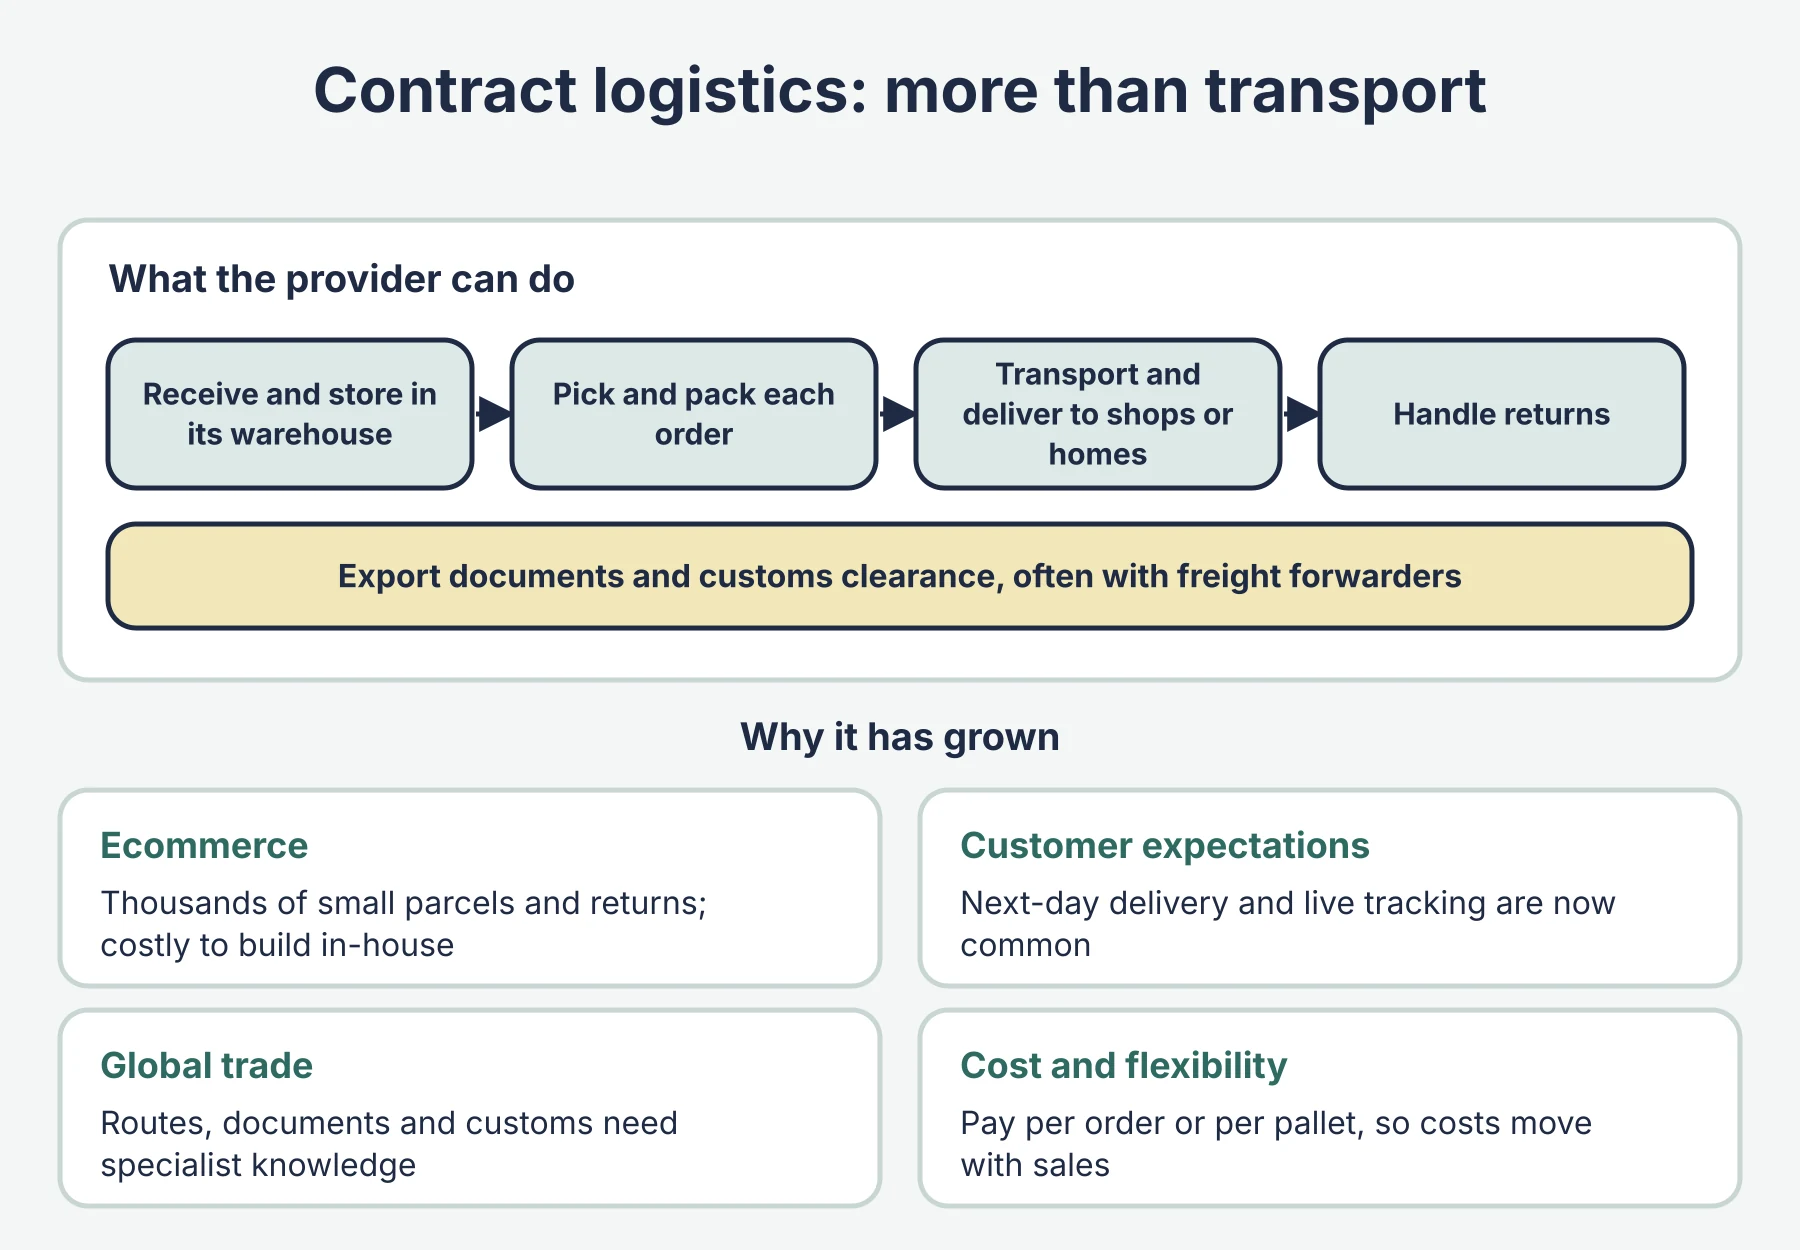 Contract logistics: more than transport
What the provider can do
Receive and store in
its warehouse
Pick and pack each
order
Transport and
deliver to shops or
homes
Handle returns
Export documents and customs clearance, often with freight forwarders
Why it has grown
Ecommerce
Thousands of small parcels and returns;
costly to build in-house
Customer expectations
Next-day delivery and live tracking are now
common
Global trade
Routes, documents and customs need
specialist knowledge
Cost and flexibility
Pay per order or per pallet, so costs move
with sales